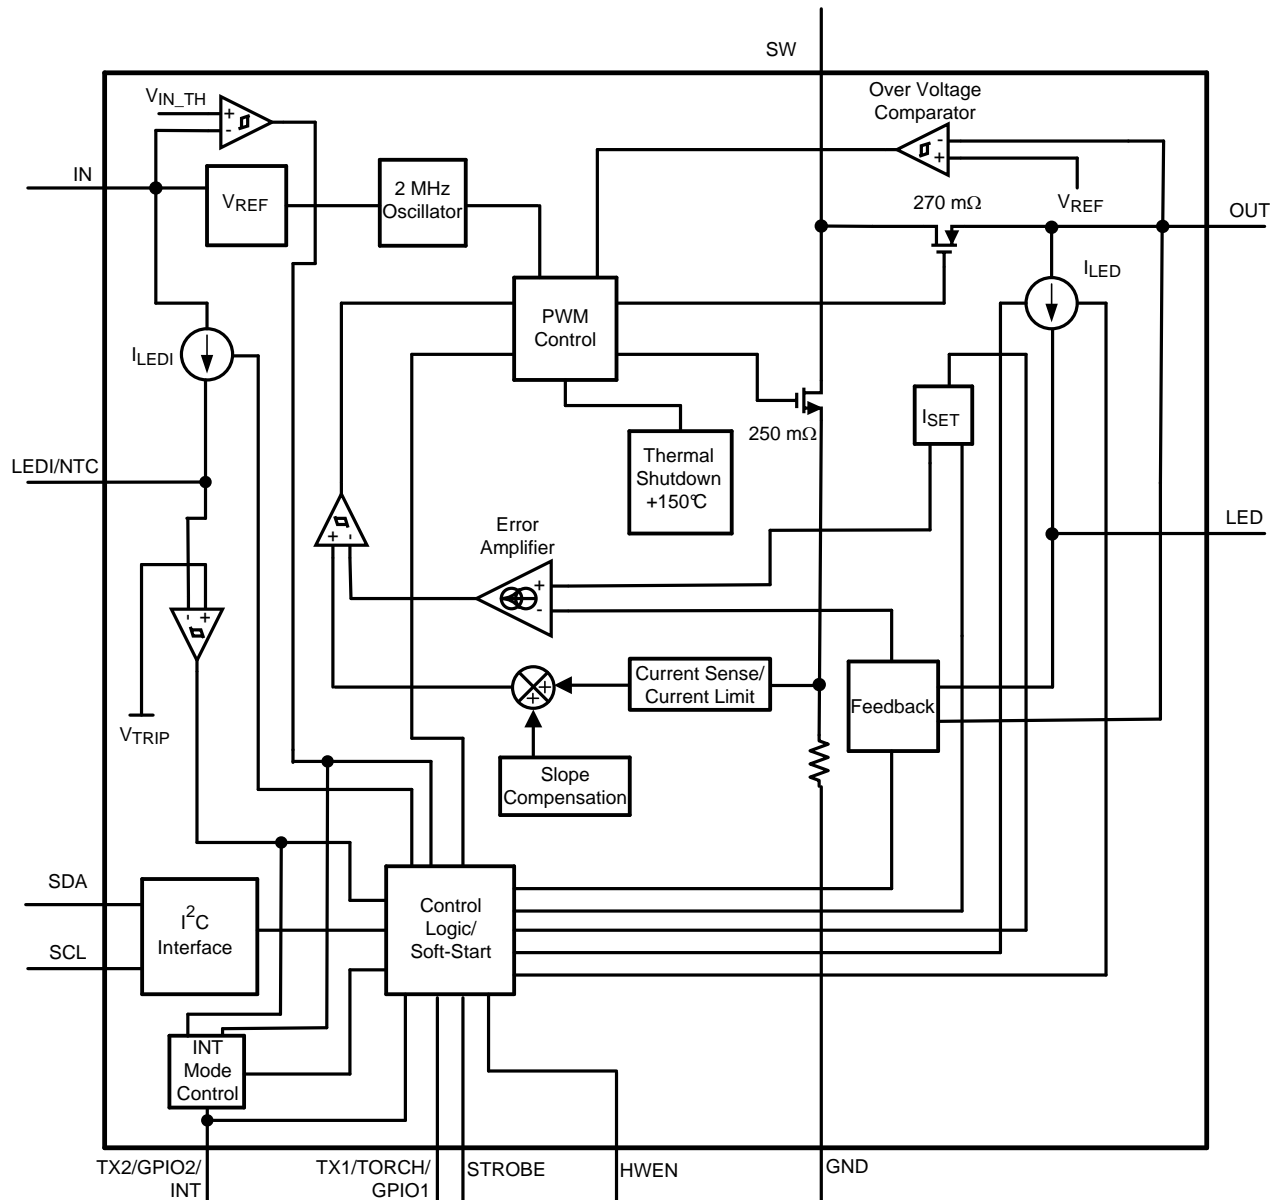 SW
Over Voltage
Comparator
VIN_TH
+
-
-
+
IN
VREF
2 MHz
Oscillator
VREF
270 mΩ
OUT
ILED
PWM
Control
ILEDI
ISET
250 mΩ
Thermal
Shutdown
+150°C
LEDI/NTC
LED
Error
Amplifier
+ -
+
-
- +
Current Sense/
Current Limit
+
+
Feedback
VTRIP
Slope
Compensation
SDA
I2C
Interface
SCL
Control
Logic/
Soft-Start
INT
Mode
Control
TX2/GPIO2/
INT
TX1/TORCH/
GPIO1
STROBE
HWEN
GND